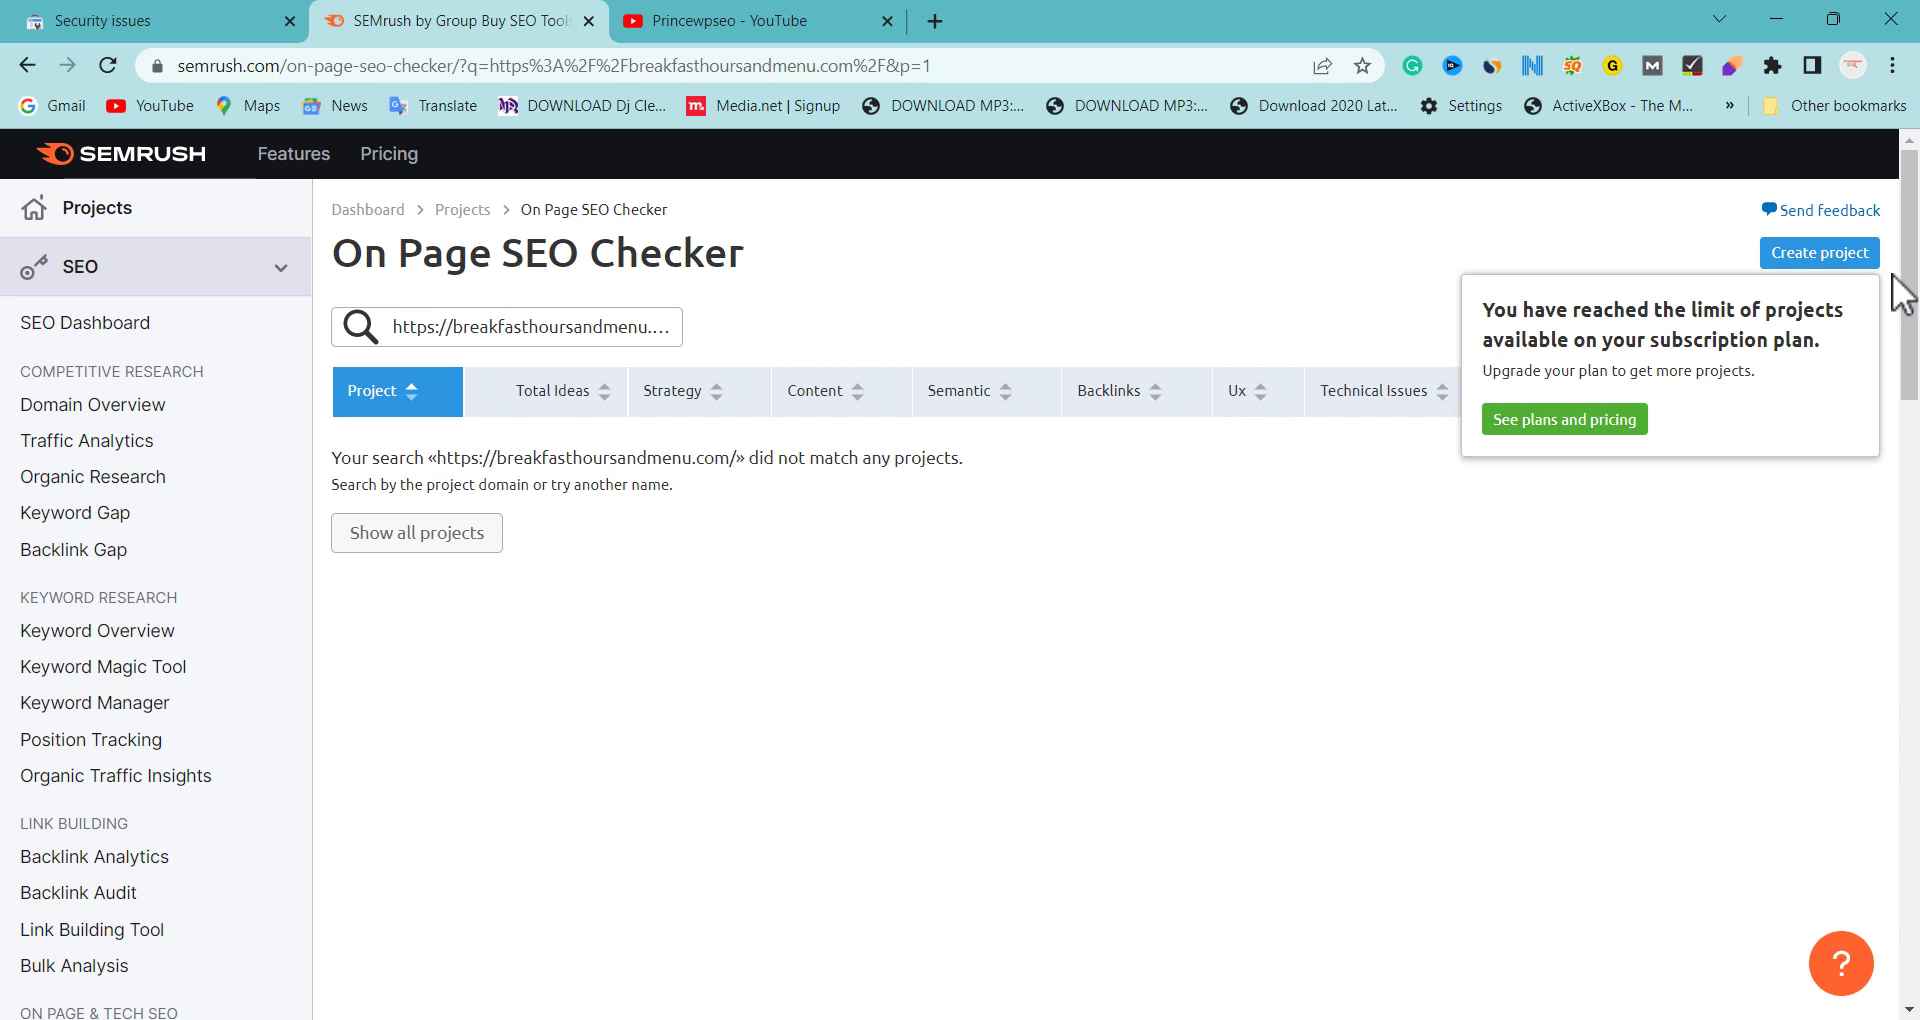 Security issues
SEMrush by Group Buy SEO Tools
Princewpseo - YouTube
semrush.com/on-page-seo-checker/?q=https%3A%2F%2Fbreakfasthoursandmenu.com%2F&p=1
Gmail
YouTube
Maps
News
Translate
DOWNLOAD Dj Cle...
Media.net | Signup
DOWNLOAD MP3:...
DOWNLOAD MP3:...
Download 2020 Lat...
Settings
ActiveXBox - The M...
»
Other bookmarks
SEMRUSH
Features
Pricing
Projects
SEO
SEO Dashboard
COMPETITIVE RESEARCH
Domain Overview
Traffic Analytics
Organic Research
Keyword Gap
Backlink Gap
KEYWORD RESEARCH
Keyword Overview
Keyword Magic Tool
Keyword Manager
Position Tracking
Organic Traffic Insights
LINK BUILDING
Backlink Analytics
Backlink Audit
Link Building Tool
Bulk Analysis
ON PAGE & TECH SEO
Dashboard > Projects > On Page SEO Checker
Send feedback
On Page SEO Checker
Create project
https://breakfasthoursandmenu....
You have reached the limit of projects
available on your subscription plan.
Upgrade your plan to get more projects.
See plans and pricing
Project
Total Ideas
Strategy
Content
Semantic
Backlinks
Ux
Technical Issues
Your search «https://breakfasthoursandmenu.com/» did not match any projects.
Search by the project domain or try another name.
Show all projects
?